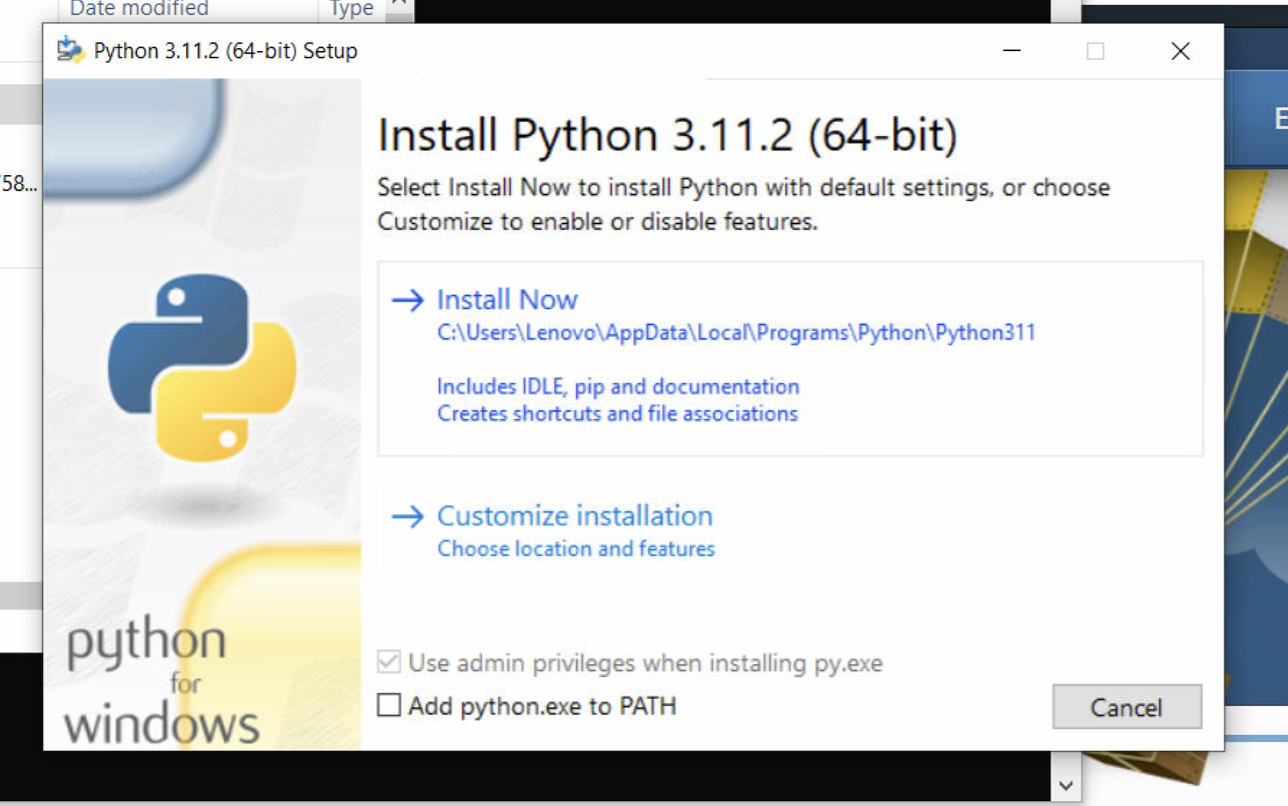 Date modified
Type
Python 3.11.2 (64-bit) Setup
E
58...
Install Python 3.11.2 (64-bit)
Select Install Now to install Python with default settings, or choose
Customize to enable or disable features.
Install Now
C:\Users\Lenovo\AppData\Local\Programs\Python\Python311
Includes IDLE, pip and documentation
Creates shortcuts and file associations
Customize installation
Choose location and features
python
for
windows
Use admin privileges when installing py.exe
Add python.exe to PATH
Cancel